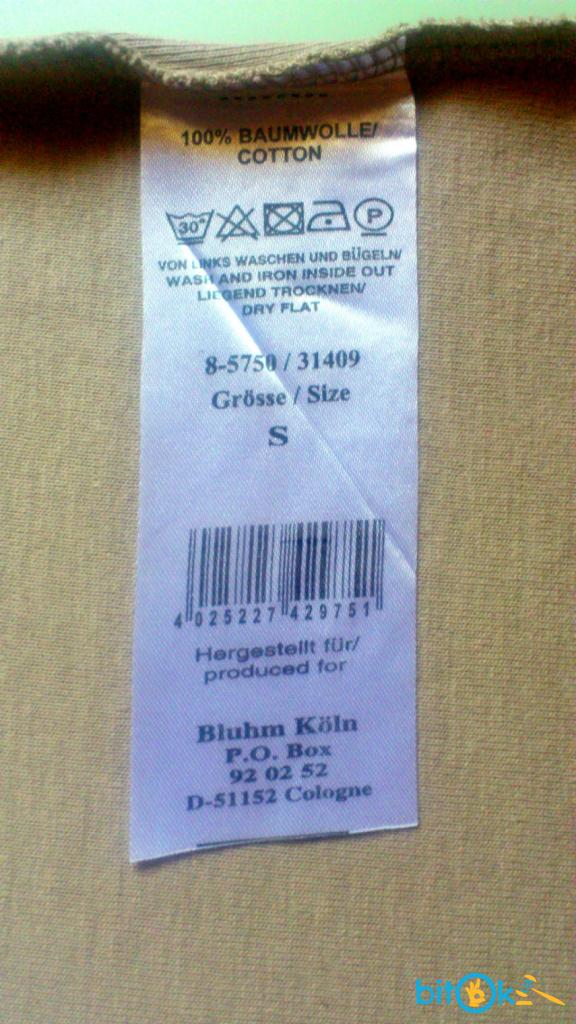 100% BAUMWOLLE/
COTTON
30°
P
VON LINKS WASCHEN UND BÜGELN/
WASH AND IRON INSIDE OUT
LIEGEND TROCKNEN/
DRY FLAT
8-5750 / 31409
Grösse / Size
S
4 025227 429751
Hergestellt für/
produced for
Bluhm Köln
P.O. Box
92 02 52
D-51152 Cologne
bitOk